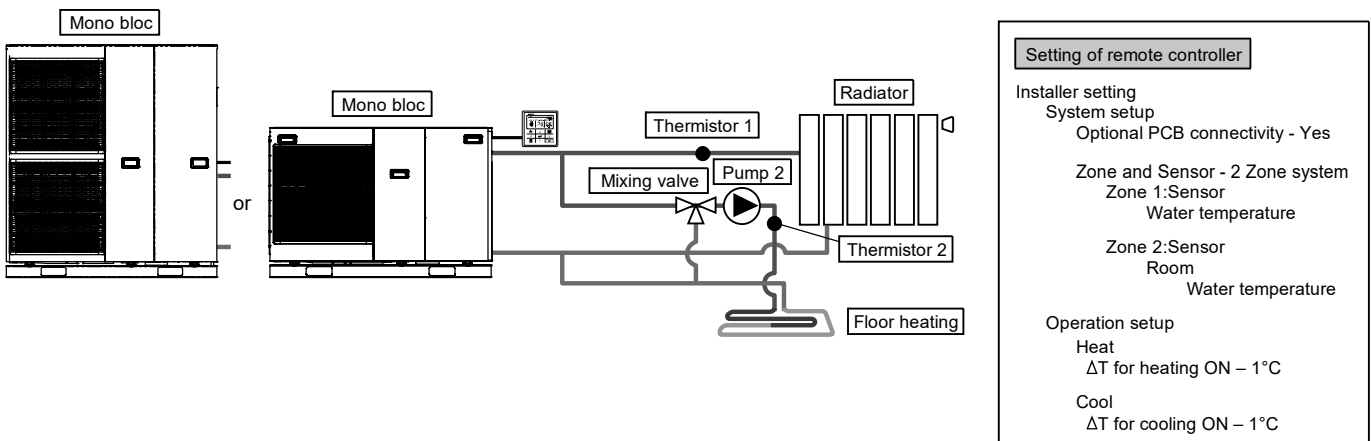 Mono bloc
or
Mono bloc
Thermistor 1
Radiator
Mixing valve
Pump 2
Thermistor 2
Floor heating
Setting of remote controller
Installer setting
System setup
Optional PCB connectivity - Yes
Zone and Sensor - 2 Zone system
Zone 1:Sensor
Water temperature
Zone 2:Sensor
Room
Water temperature
Operation setup
Heat
ΔT for heating ON – 1°C
Cool
ΔT for cooling ON – 1°C